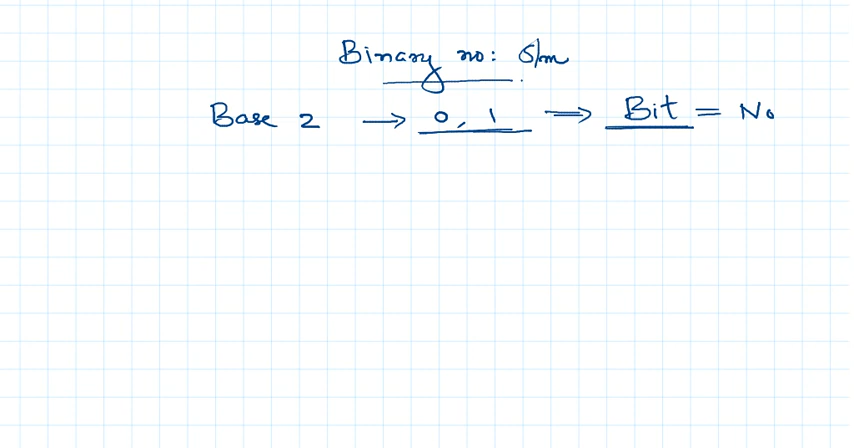 Binary no: S/m
Base 2 → 0, 1 ⟹ Bit = No